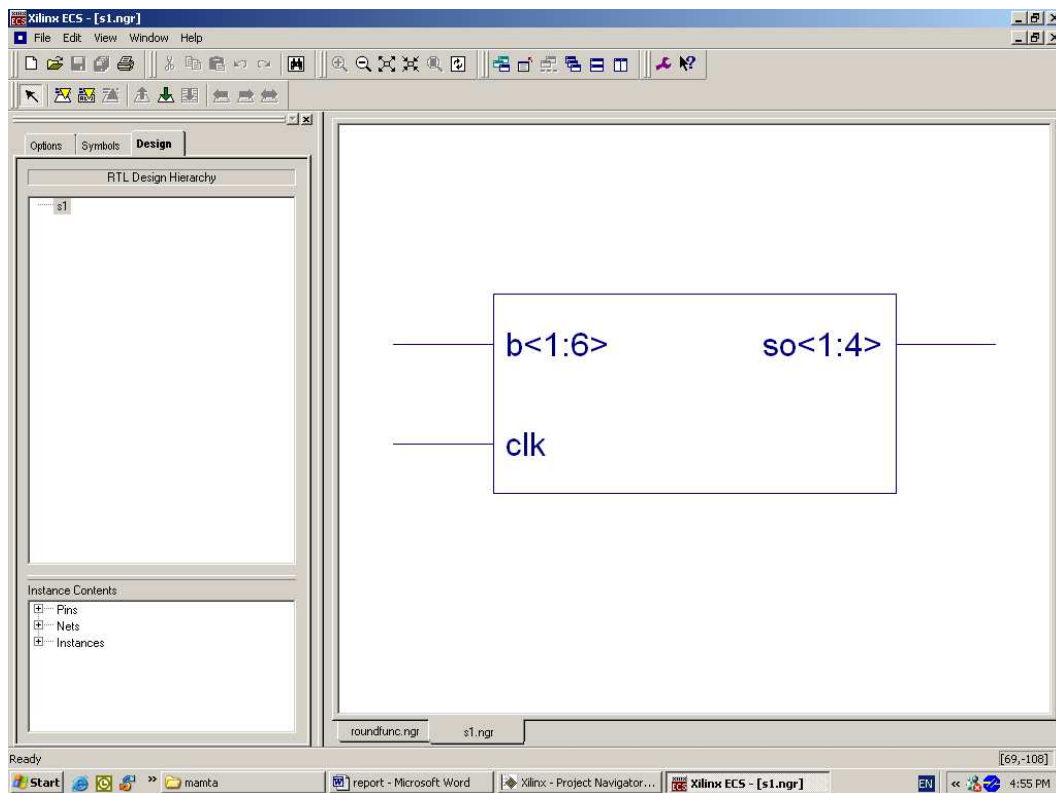 Xilinx ECS - [s1.ngr]
File Edit View Window Help
Options Symbols Design
RTL Design Hierarchy
s1
b<1:6> so<1:4>
clk
Instance Contents
Pins
Nets
Instances
roundfunc.ngr s1.ngr
Ready [69,-108]
Start » mamta report - Microsoft Word Xilinx - Project Navigator... Xilinx ECS - [s1.ngr] EN « 4:55 PM